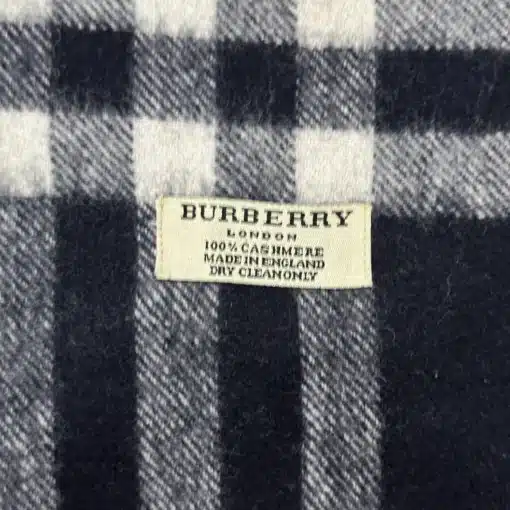 BURBERRY
LONDON
100% CASHMERE
MADE IN ENGLAND
DRY CLEAN ONLY